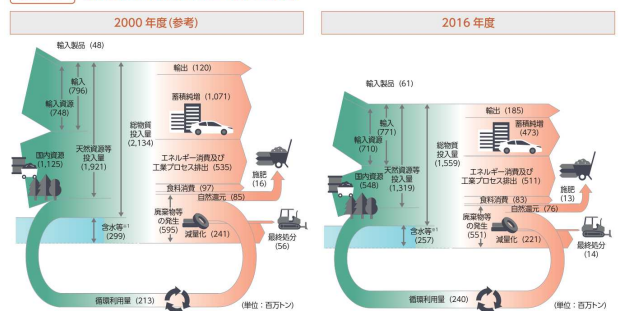 2000 年度(参考)
輸入製品 (48)
輸入
(796)
輸入資源
(748)
国内資源
(1,125)
天然資源等
投入量
(1,921)
総物質
投入量
(2,134)
含水等※1
(299)
輸出 (120)
蓄積純増 (1,071)
エネルギー消費及び
工業プロセス排出 (535)
食料消費 (97)
自然還元 (85)
施肥
(16)
廃棄物等
の発生
(595)
減量化 (241)
最終処分
(56)
循環利用量 (213)
(単位:百万トン)
2016 年度
輸入製品 (61)
輸入
(771)
輸入資源
(710)
国内資源
(548)
天然資源等
投入量
(1,319)
総物質
投入量
(1,559)
含水等※1
(257)
輸出 (185)
蓄積純増
(473)
エネルギー消費及び
工業プロセス排出 (511)
食料消費 (83)
自然還元 (76)
施肥
(13)
廃棄物等
の発生
(551)
減量化 (221)
最終処分
(14)
循環利用量 (240)
(単位:百万トン)